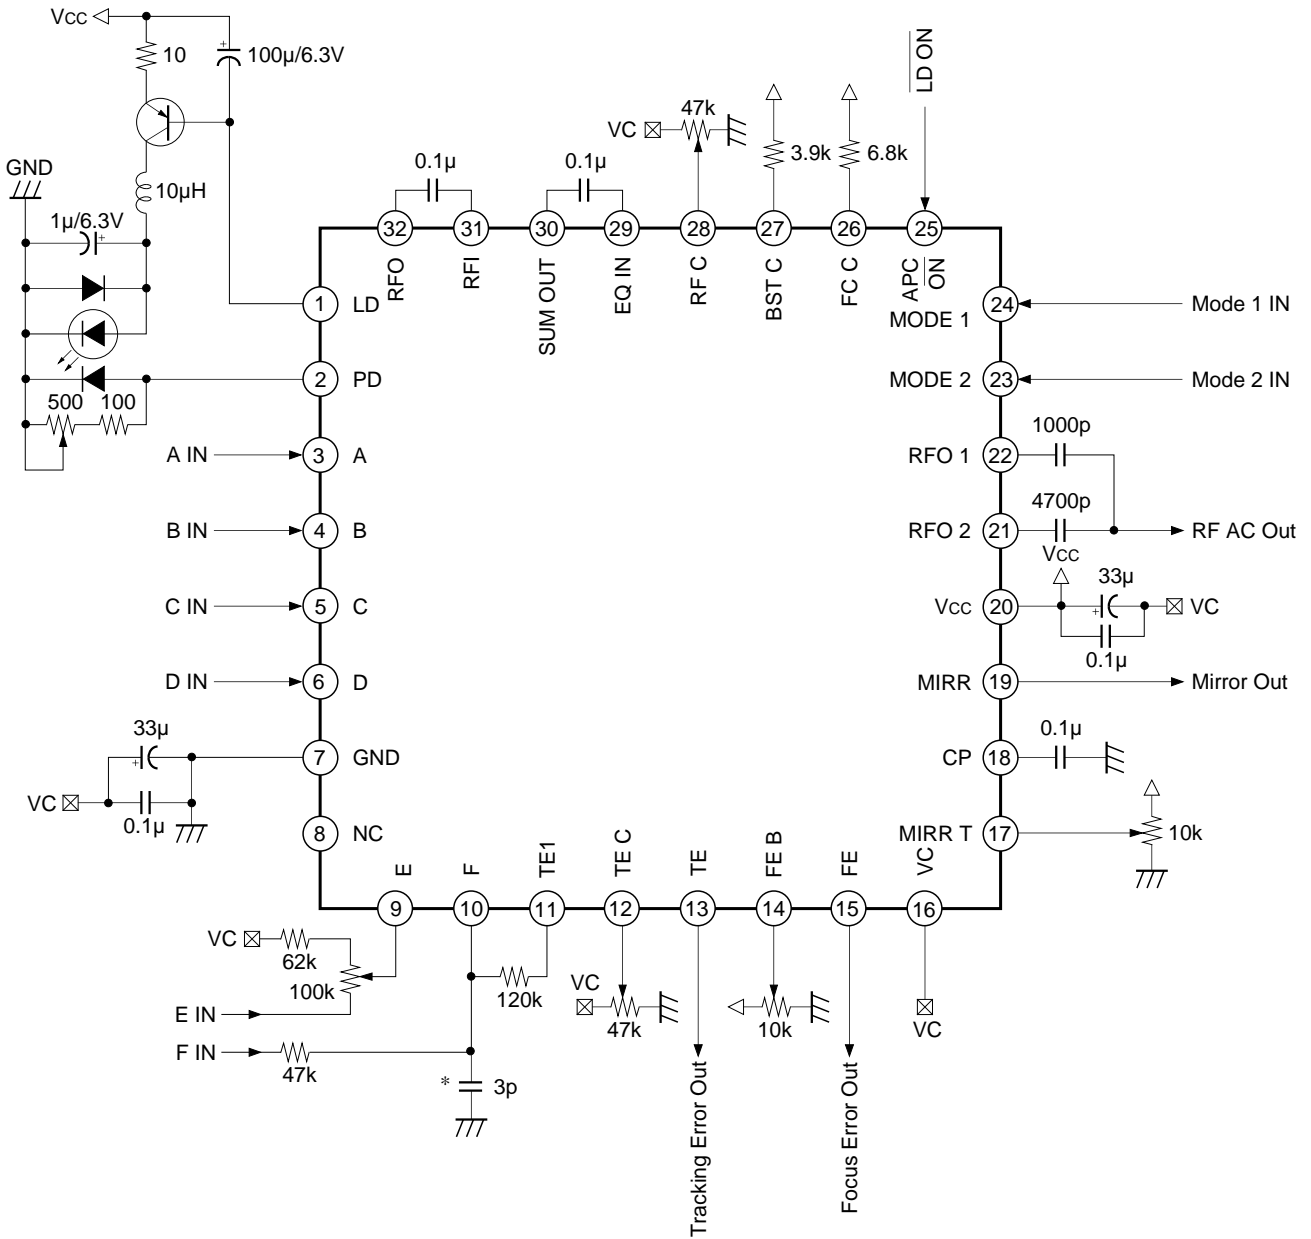 Vcc
10
100µ/6.3V
GND
10µH
1µ/6.3V
500
100
LD ON
47k
VC
3.9k
6.8k
0.1µ
0.1µ
32
31
30
29
28
27
26
25
RFO
RFI
SUM OUT
EQ IN
RF C
BST C
FC C
APC ON
1
LD
2
PD
A IN
3
A
B IN
4
B
C IN
5
C
D IN
6
D
33µ
7
GND
VC
0.1µ
8
NC
MODE 1
24
Mode 1 IN
MODE 2
23
Mode 2 IN
1000p
RFO 1
22
4700p
RFO 2
21
RF AC Out
Vcc
33µ
Vcc
20
VC
0.1µ
MIRR
19
Mirror Out
0.1µ
CP
18
MIRR T
17
10k
E
F
TE1
TE C
TE
FE B
FE
VC
9
10
11
12
13
14
15
16
VC
62k
100k
E IN
F IN
47k
120k
* 3p
VC
47k
10k
VC
Tracking Error Out
Focus Error Out